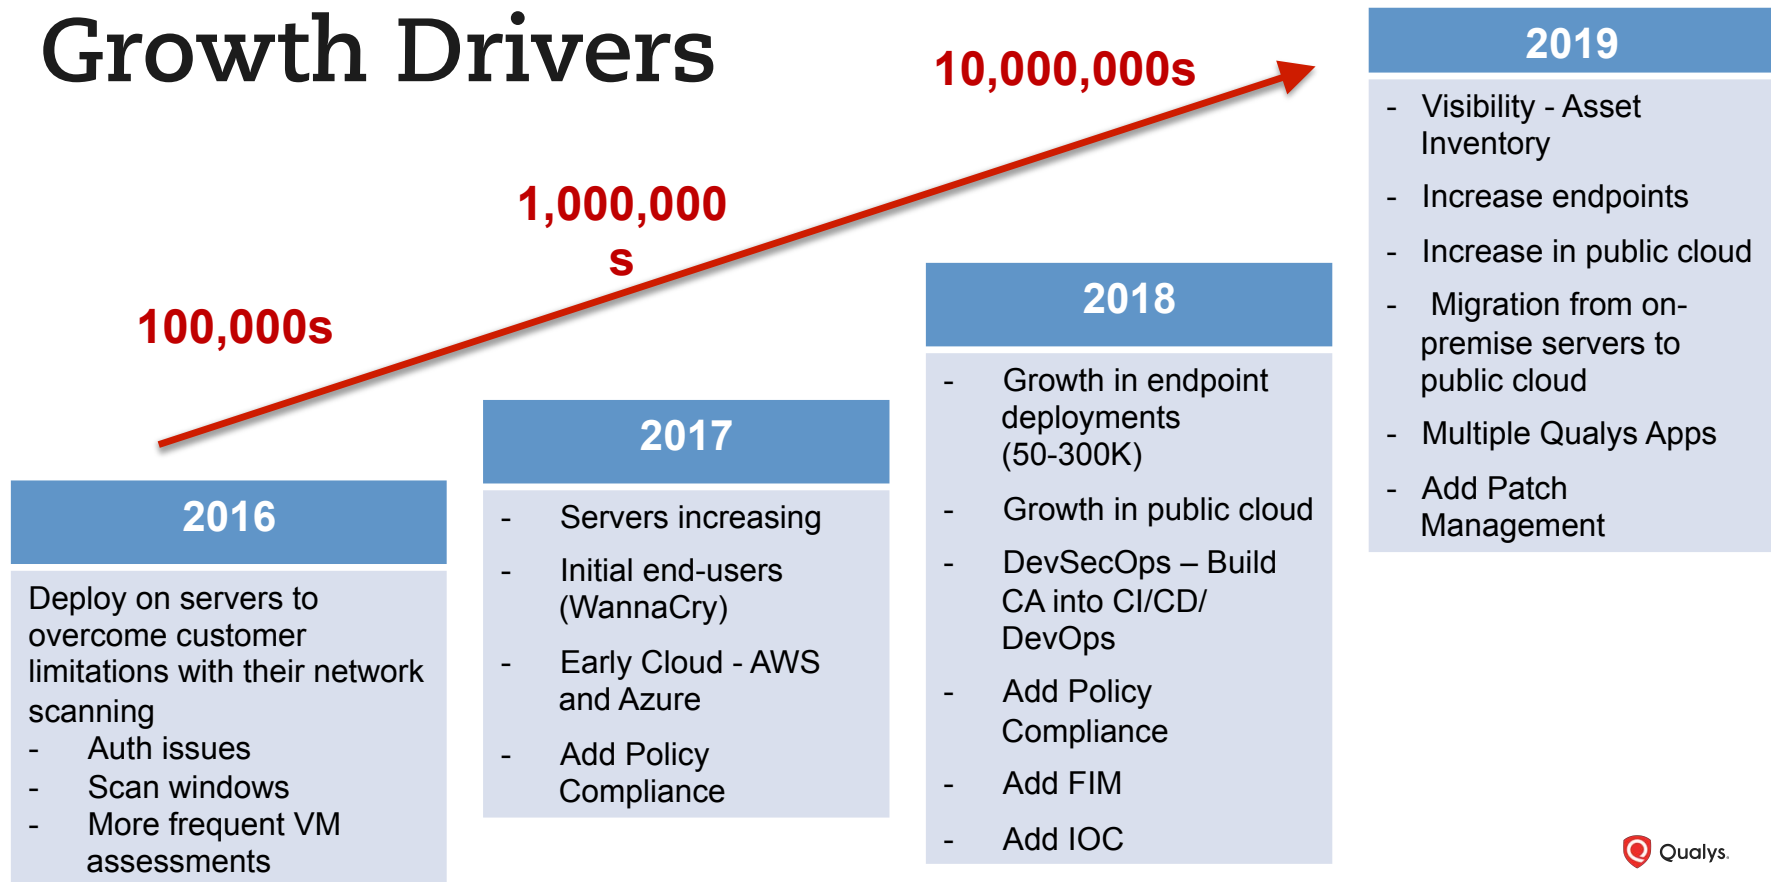 Growth Drivers
100,000s
1,000,000
s
10,000,000s
2016
Deploy on servers to
overcome customer
limitations with their network
scanning
- Auth issues
- Scan windows
- More frequent VM
assessments
2017
- Servers increasing
- Initial end-users
(WannaCry)
- Early Cloud - AWS
and Azure
- Add Policy
Compliance
2018
- Growth in endpoint
deployments
(50-300K)
- Growth in public cloud
- DevSecOps – Build
CA into CI/CD/
DevOps
- Add Policy
Compliance
- Add FIM
- Add IOC
2019
- Visibility - Asset
Inventory
- Increase endpoints
- Increase in public cloud
- Migration from on-
premise servers to
public cloud
- Multiple Qualys Apps
- Add Patch
Management
Qualys.